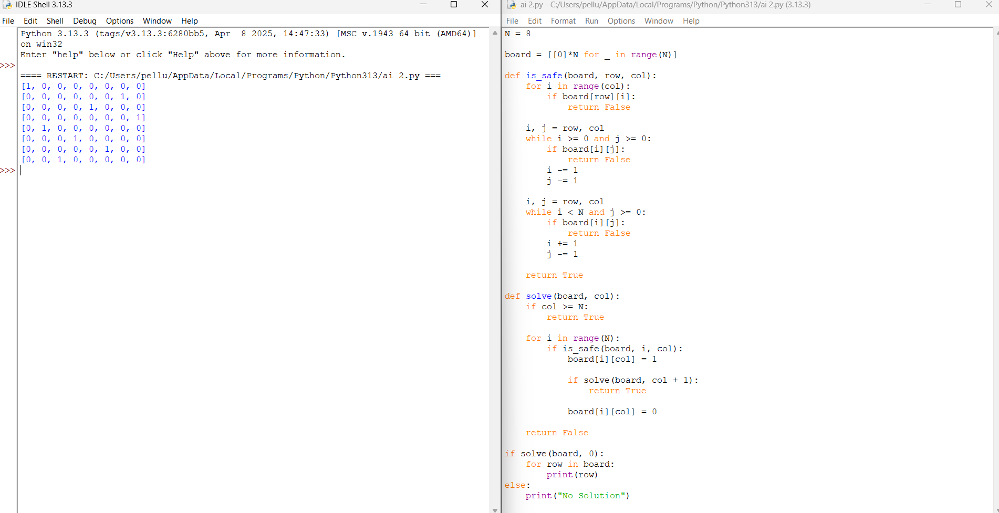 IDLE Shell 3.13.3
File Edit Shell Debug Options Window Help
Python 3.13.3 (tags/v3.13.3:6280bb5, Apr  8 2025, 14:47:33) [MSC v.1943 64 bit (AMD64)]
on win32
Enter "help" below or click "Help" above for more information.
>>>
==== RESTART: C:/Users/pellu/AppData/Local/Programs/Python/Python313/ai 2.py ===
[1, 0, 0, 0, 0, 0, 0, 0]
[0, 0, 0, 0, 0, 0, 1, 0]
[0, 0, 0, 0, 1, 0, 0, 0]
[0, 0, 0, 0, 0, 0, 0, 1]
[0, 1, 0, 0, 0, 0, 0, 0]
[0, 0, 0, 1, 0, 0, 0, 0]
[0, 0, 0, 0, 0, 1, 0, 0]
[0, 0, 1, 0, 0, 0, 0, 0]
>>>
ai 2.py - C:/Users/pellu/AppData/Local/Programs/Python/Python313/ai 2.py (3.13.3)
File Edit Format Run Options Window Help
N = 8
board = [[0]*N for _ in range(N)]
def is_safe(board, row, col):
    for i in range(col):
        if board[row][i]:
            return False
    i, j = row, col
    while i >= 0 and j >= 0:
        if board[i][j]:
            return False
        i -= 1
        j -= 1
    i, j = row, col
    while i < N and j >= 0:
        if board[i][j]:
            return False
        i += 1
        j -= 1
    return True
def solve(board, col):
    if col >= N:
        return True
    for i in range(N):
        if is_safe(board, i, col):
            board[i][col] = 1
            if solve(board, col + 1):
                return True
            board[i][col] = 0
    return False
if solve(board, 0):
    for row in board:
        print(row)
else:
    print("No Solution")